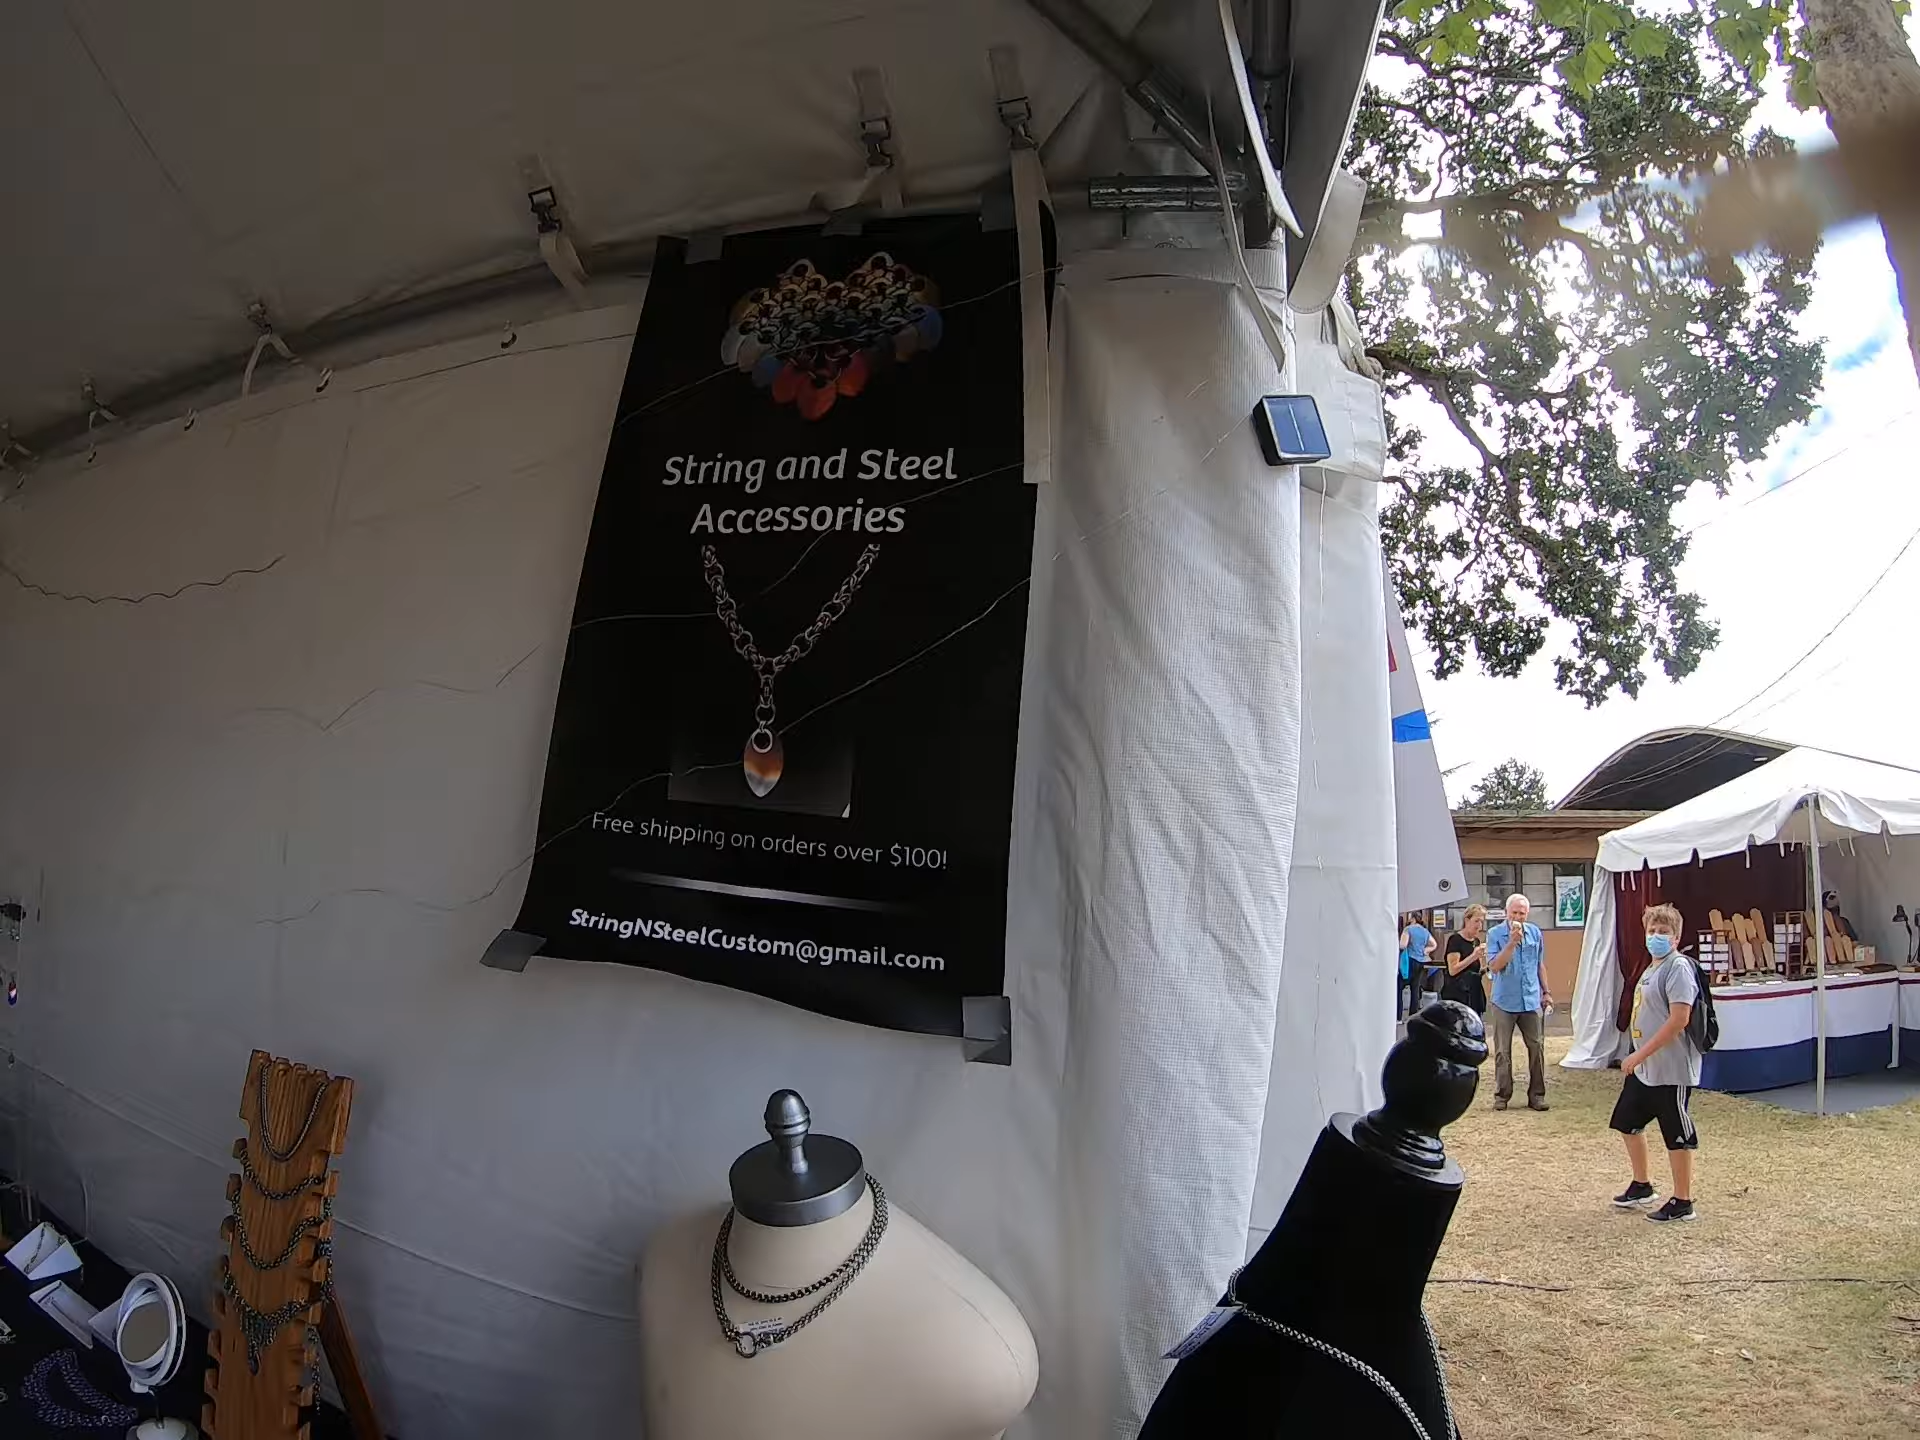 String and Steel
Accessories
Free shipping on orders over $100!
StringNSteelCustom@gmail.com